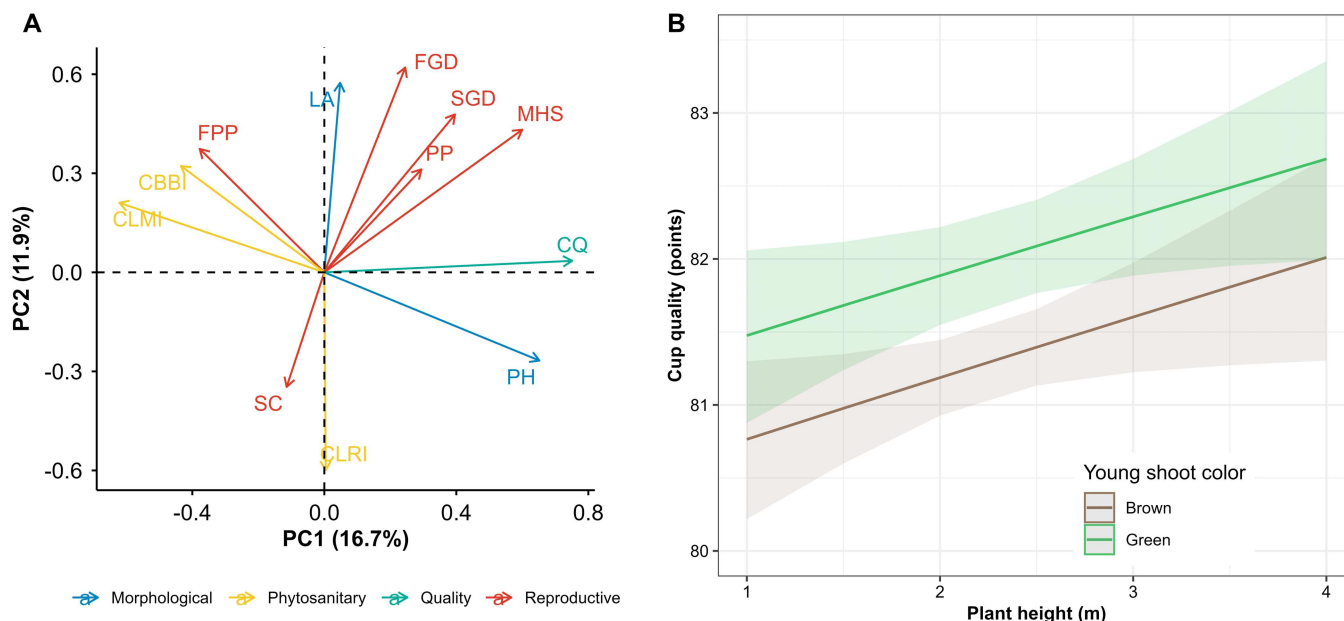 A
PC2 (11.9%)
0.6
0.3
0.0
-0.3
-0.6
FGD
LA
SGD
MHS
FPP
PP
CBBI
CLMI
CQ
PH
SC
CLRI
-0.4
0.0
0.4
0.8
PC1 (16.7%)
a Morphological a Phytosanitary a Quality a Reproductive
B
Cup quality (points)
83
82
81
80
Young shoot color
Brown
Green
1
2
3
4
Plant height (m)